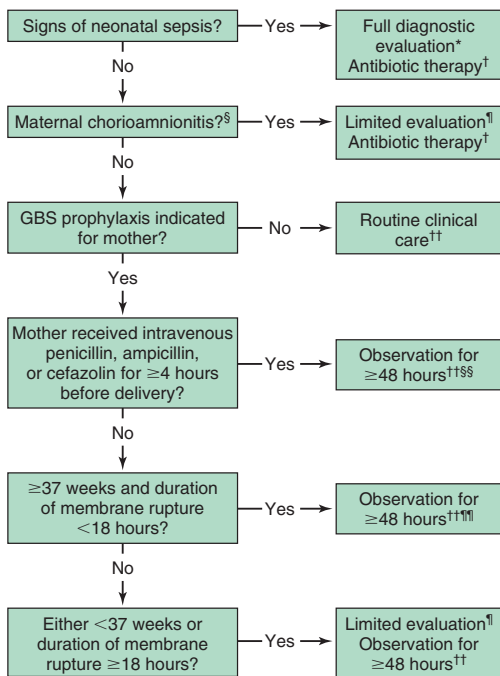 Signs of neonatal sepsis?
Yes
Full diagnostic
evaluation*
Antibiotic therapy†
No
Maternal chorioamnionitis?§
Yes
Limited evaluation¶
Antibiotic therapy†
No
GBS prophylaxis indicated
for mother?
No
Routine clinical
care††
Yes
Mother received intravenous
penicillin, ampicillin,
or cefazolin for ≥4 hours
before delivery?
Yes
Observation for
≥48 hours††§§
No
≥37 weeks and duration
of membrane rupture
<18 hours?
Yes
Observation for
≥48 hours††¶¶
No
Either <37 weeks or
duration of membrane
rupture ≥18 hours?
Yes
Limited evaluation¶
Observation for
≥48 hours††